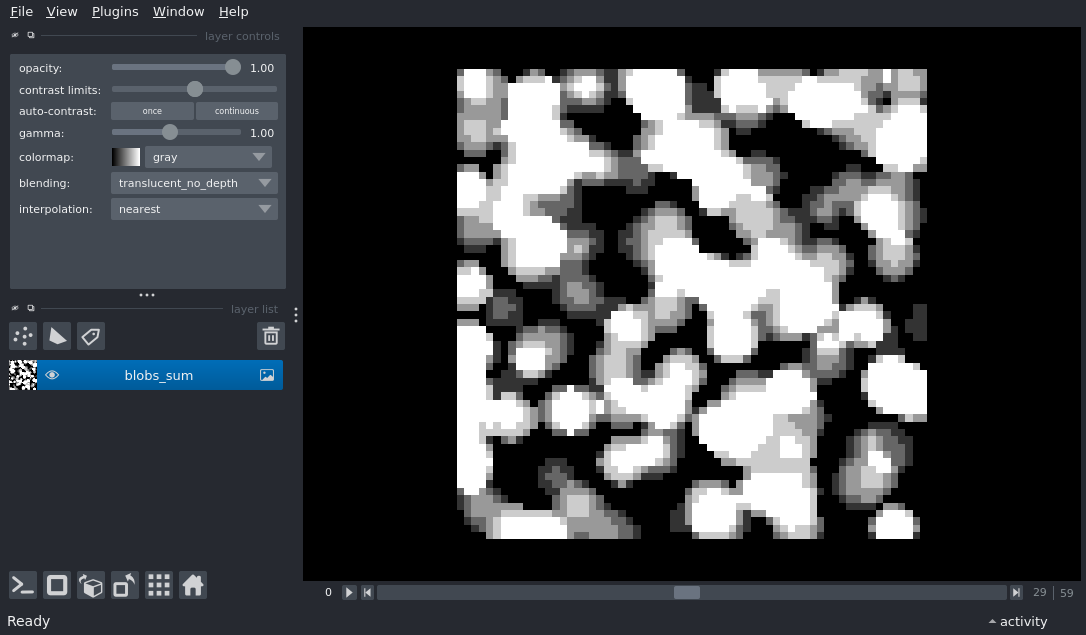 File View Plugins Window Help
layer controls
opacity: 1.00
contrast limits:
auto-contrast: once continuous
gamma: 1.00
colormap: gray
blending: translucent_no_depth
interpolation: nearest
layer list
blobs_sum
0 29 | 59
Ready activity